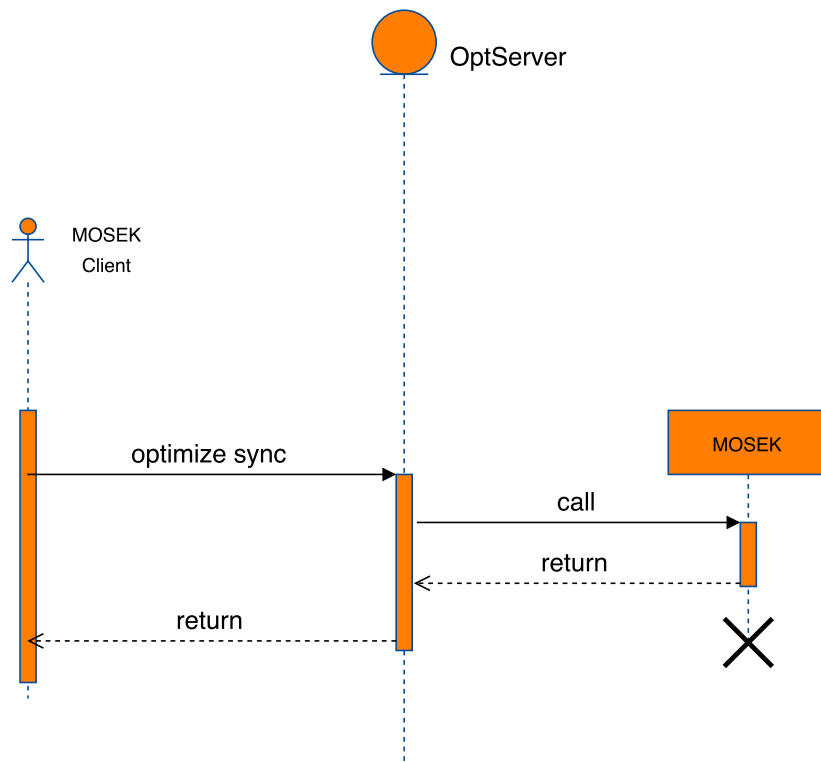 OptServer
MOSEK
Client
optimize sync
MOSEK
call
return
return